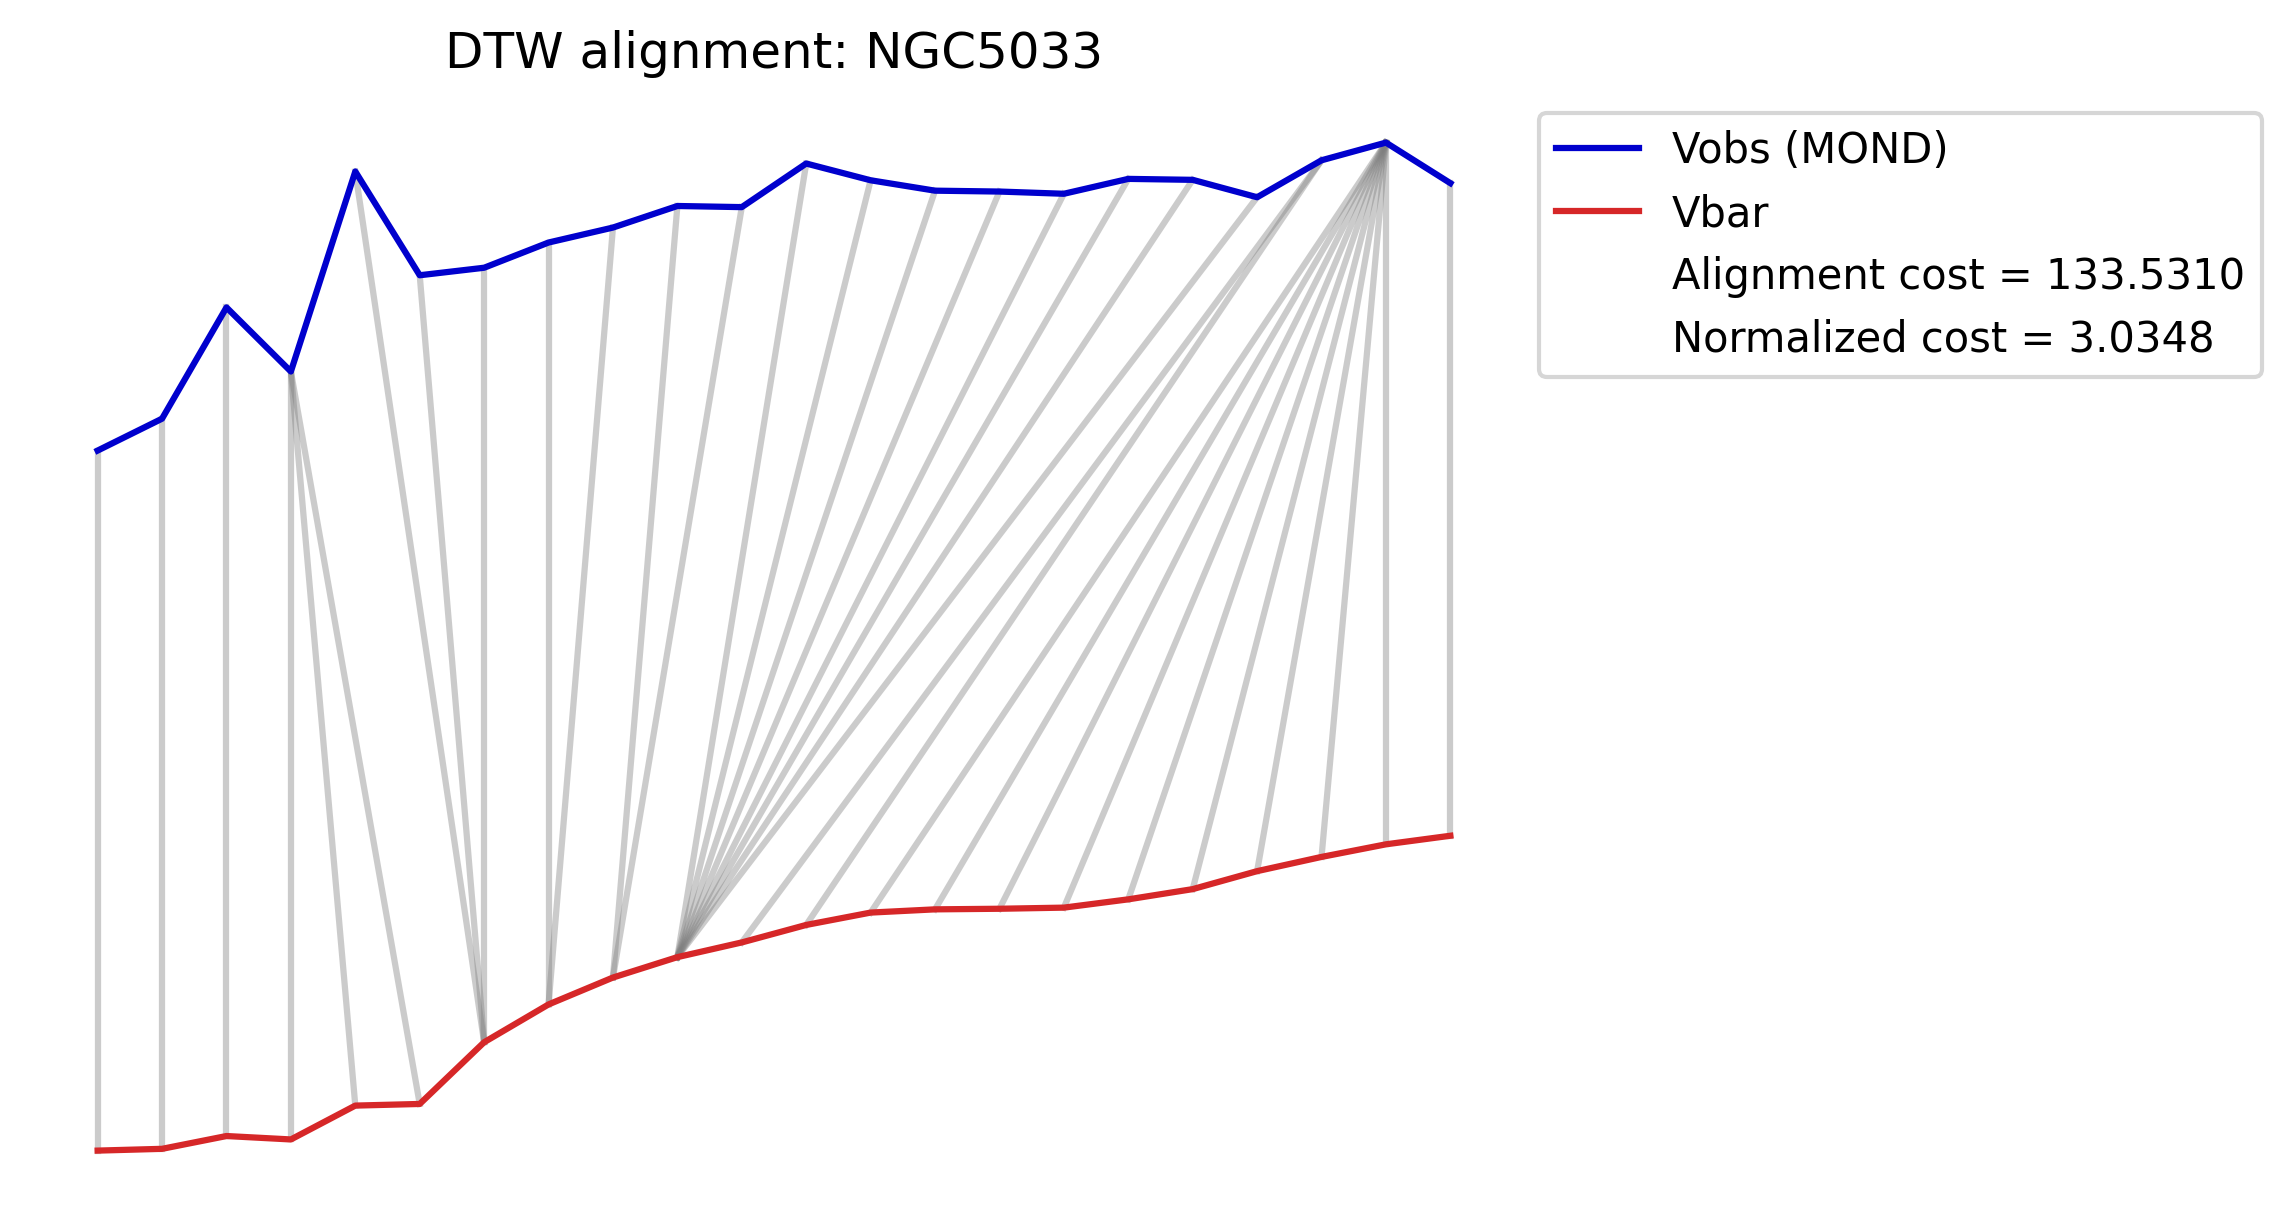 DTW alignment: NGC5033
Vobs (MOND)
Vbar
Alignment cost = 133.5310
Normalized cost = 3.0348